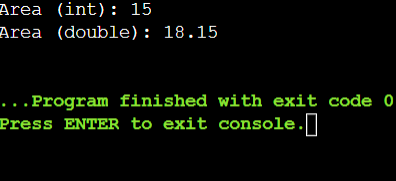 Area (int): 15
Area (double): 18.15
...Program finished with exit code 0
Press ENTER to exit console.